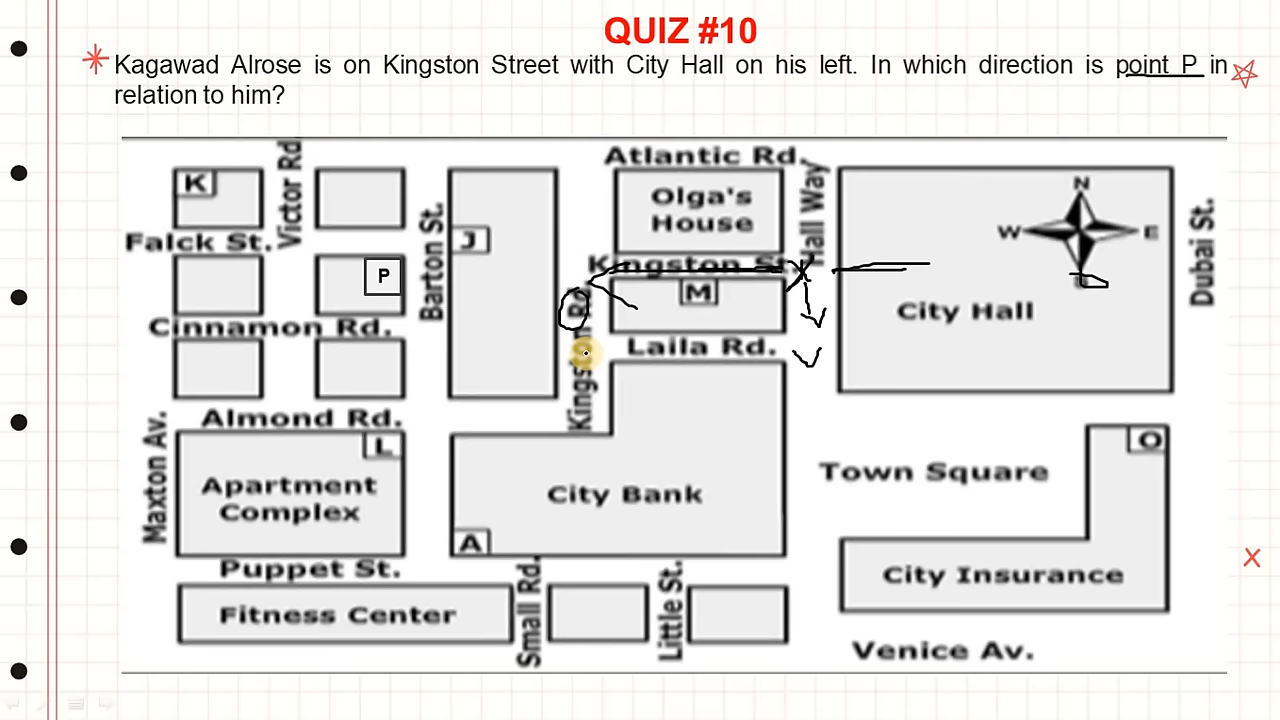 QUIZ #10
Kagawad Alrose is on Kingston Street with City Hall on his left. In which direction is point P in
relation to him?
Atlantic Rd.
K
Victor Rd
Olga's
House
Hall Way
N
W
E
Falck St.
Barton St.
J
Dubai St.
P
Kingston St.
M
Kingston Rd.
City Hall
Cinnamon Rd.
Laila Rd.
Almond Rd.
L
Maxton Av.
Apartment
Complex
City Bank
A
Town Square
O
Puppet St.
Small Rd.
Little St.
City Insurance
Fitness Center
Venice Av.